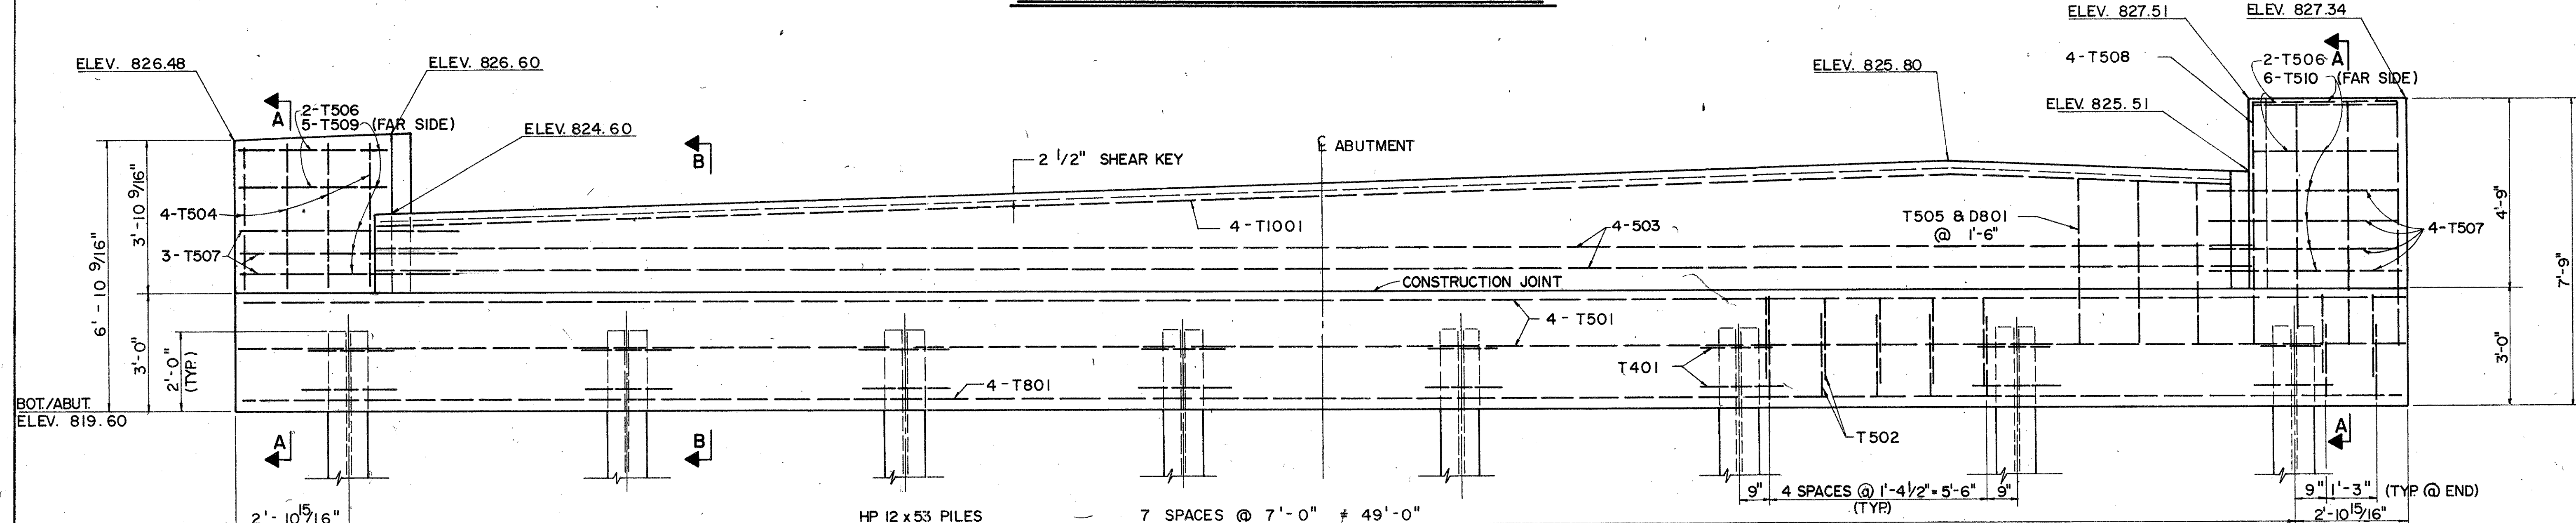 ELEV. 827.51
ELEV. 827.34
ELEV. 826.48
ELEV. 826.60
ELEV. 825.80
4-T508
A
2-T506
6-T510 (FAR SIDE)
A
2-T506
5-T509 (FAR SIDE)
ELEV. 824.60
ELEV. 825.51
B
2 1/2" SHEAR KEY
℄ ABUTMENT
6'-10 9/16"
3'-10 9/16"
4-T504
3-T507
4-T1001
4-503
T505 & D801
@ 1'-6"
4-T507
4'-9"
7'-9"
CONSTRUCTION JOINT
4-T501
3'-0"
2'-0"
(TYP.)
T401
4-T801
3'-0"
BOT./ABUT.
ELEV. 819.60
A
B
T502
A
9"
4 SPACES @ 1'-4 1/2" = 5'-6"
9"
(TYP.)
9"
1'-3"
(TYP. @ END)
2'-10 15/16"
HP 12 x 53 PILES
7 SPACES @ 7'-0" = 49'-0"
2'-10 15/16"